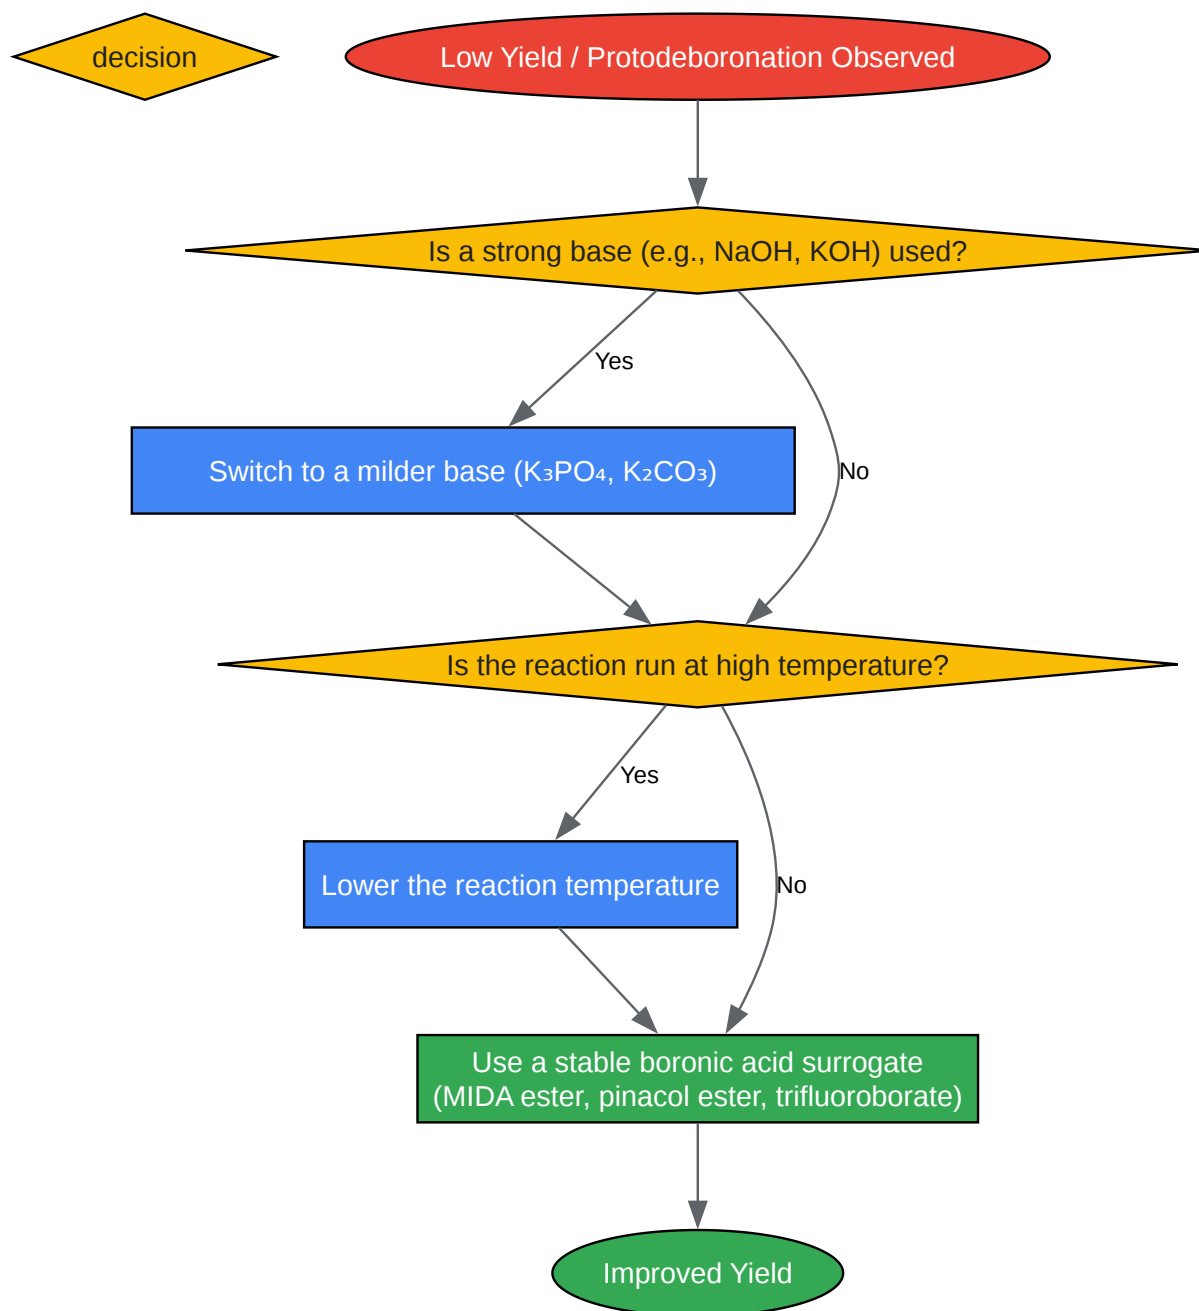 decision
Low Yield / Protodeboronation Observed
Is a strong base (e.g., NaOH, KOH) used?
Yes
Switch to a milder base (K₃PO₄, K₂CO₃)
No
Is the reaction run at high temperature?
Yes
Lower the reaction temperature
No
Use a stable boronic acid surrogate
(MIDA ester, pinacol ester, trifluoroborate)
Improved Yield